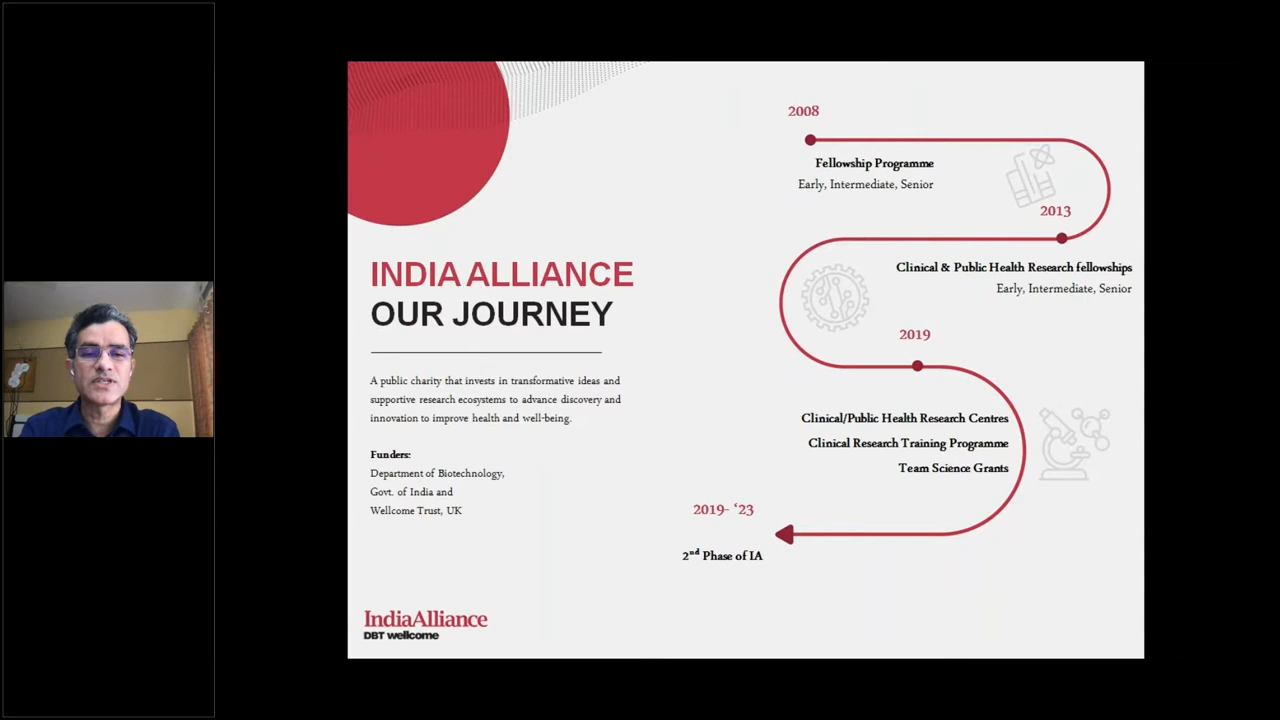 INDIA ALLIANCE
OUR JOURNEY
A public charity that invests in transformative ideas and
supportive research ecosystems to advance discovery and
innovation to improve health and well-being.
Funders:
Department of Biotechnology,
Govt. of India and
Wellcome Trust, UK
IndiaAlliance
DBT wellcome
2008
Fellowship Programme
Early, Intermediate, Senior
2013
Clinical & Public Health Research fellowships
Early, Intermediate, Senior
2019
Clinical/Public Health Research Centres
Clinical Research Training Programme
Team Science Grants
2019- ‘23
2nd Phase of IA